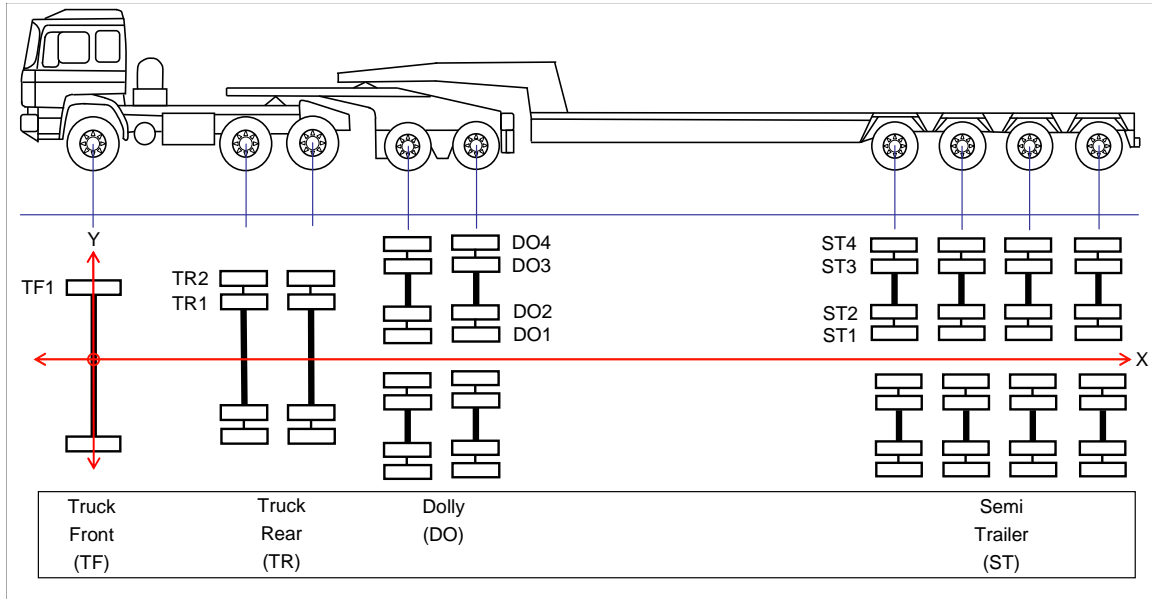 Y
DO4
ST4
DO3
ST3
TR2
TF1
TR1
DO2
ST2
DO1
ST1
X
Truck
Front
(TF)
Truck
Rear
(TR)
Dolly
(DO)
Semi
Trailer
(ST)